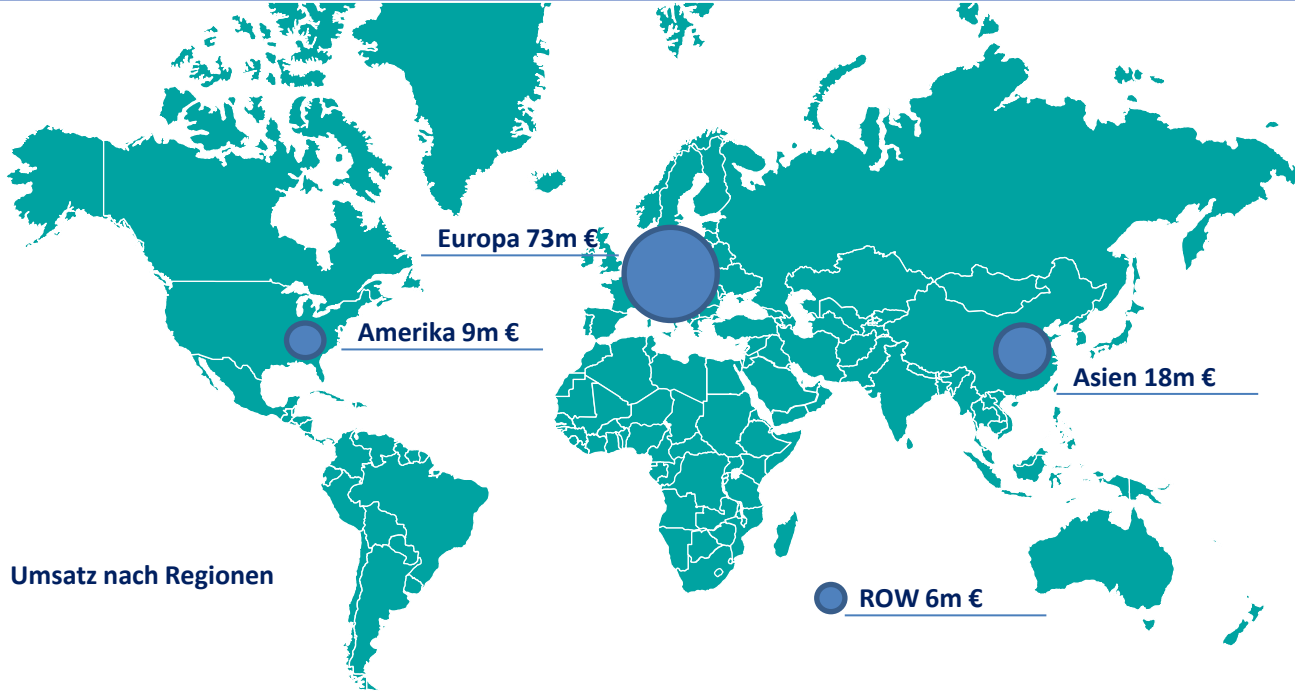 Europa 73m €
Amerika 9m €
Asien 18m €
Umsatz nach Regionen
ROW 6m €